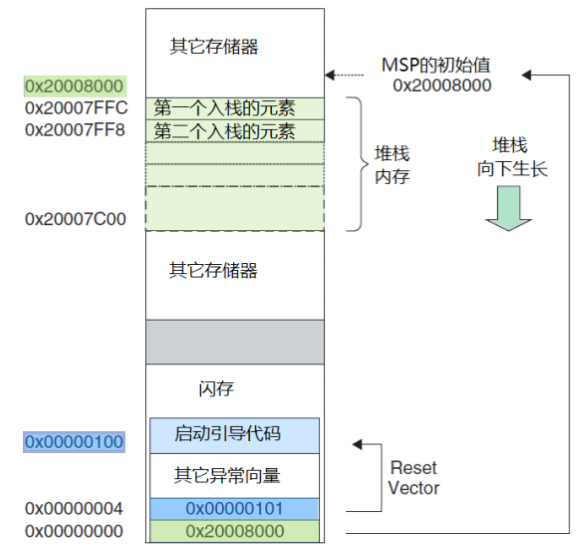 其它存储器
MSP的初始值
0x20008000
0x20008000
0x20007FFC
第一个入栈的元素
0x20007FF8
第二个入栈的元素
堆栈
内存
堆栈
向下生长
0x20007C00
其它存储器
闪存
0x00000100
启动引导代码
其它异常向量
Reset
Vector
0x00000004
0x00000101
0x00000000
0x20008000